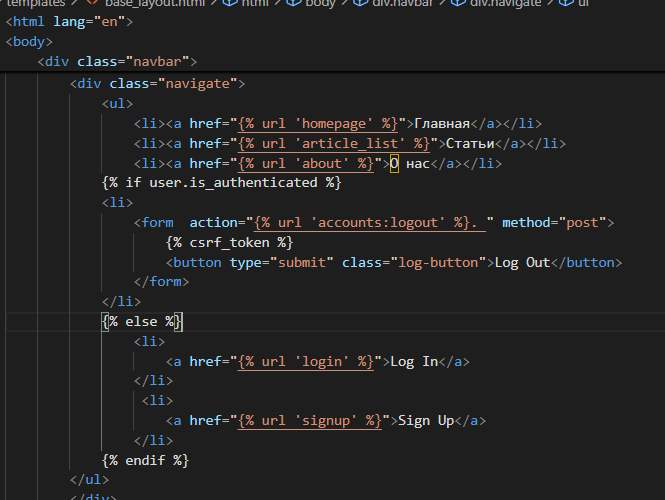 templates > <> base_layout.html > html > body > div.navbar > div.navigate > ul
<html lang="en">
<body>
<div class="navbar">
<div class="navigate">
<ul>
<li><a href="{% url 'homepage' %}">Главная</a></li>
<li><a href="{% url 'article_list' %}">Статьи</a></li>
<li><a href="{% url 'about' %}">О нас</a></li>
{% if user.is_authenticated %}
<li>
<form  action="{% url 'accounts:logout' %}. " method="post">
{% csrf_token %}
<button type="submit" class="log-button">Log Out</button>
</form>
</li>
{% else %}
<li>
<a href="{% url 'login' %}">Log In</a>
</li>
<li>
<a href="{% url 'signup' %}">Sign Up</a>
</li>
{% endif %}
</ul>
</div>